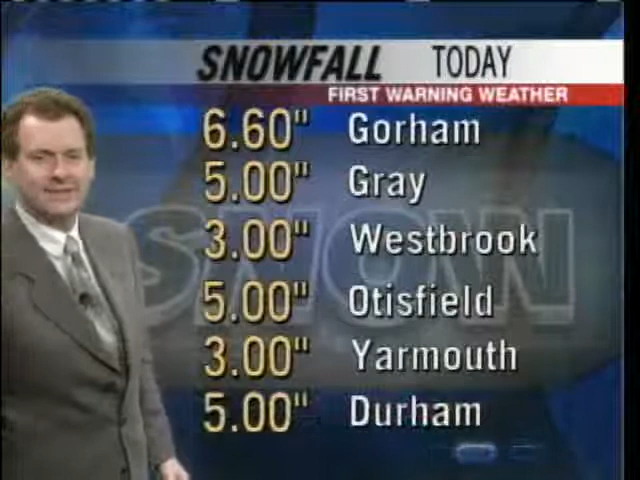 SNOWFALL TODAY
FIRST WARNING WEATHER
6.60" Gorham
5.00" Gray
3.00" Westbrook
5.00" Otisfield
3.00" Yarmouth
5.00" Durham
SNOW